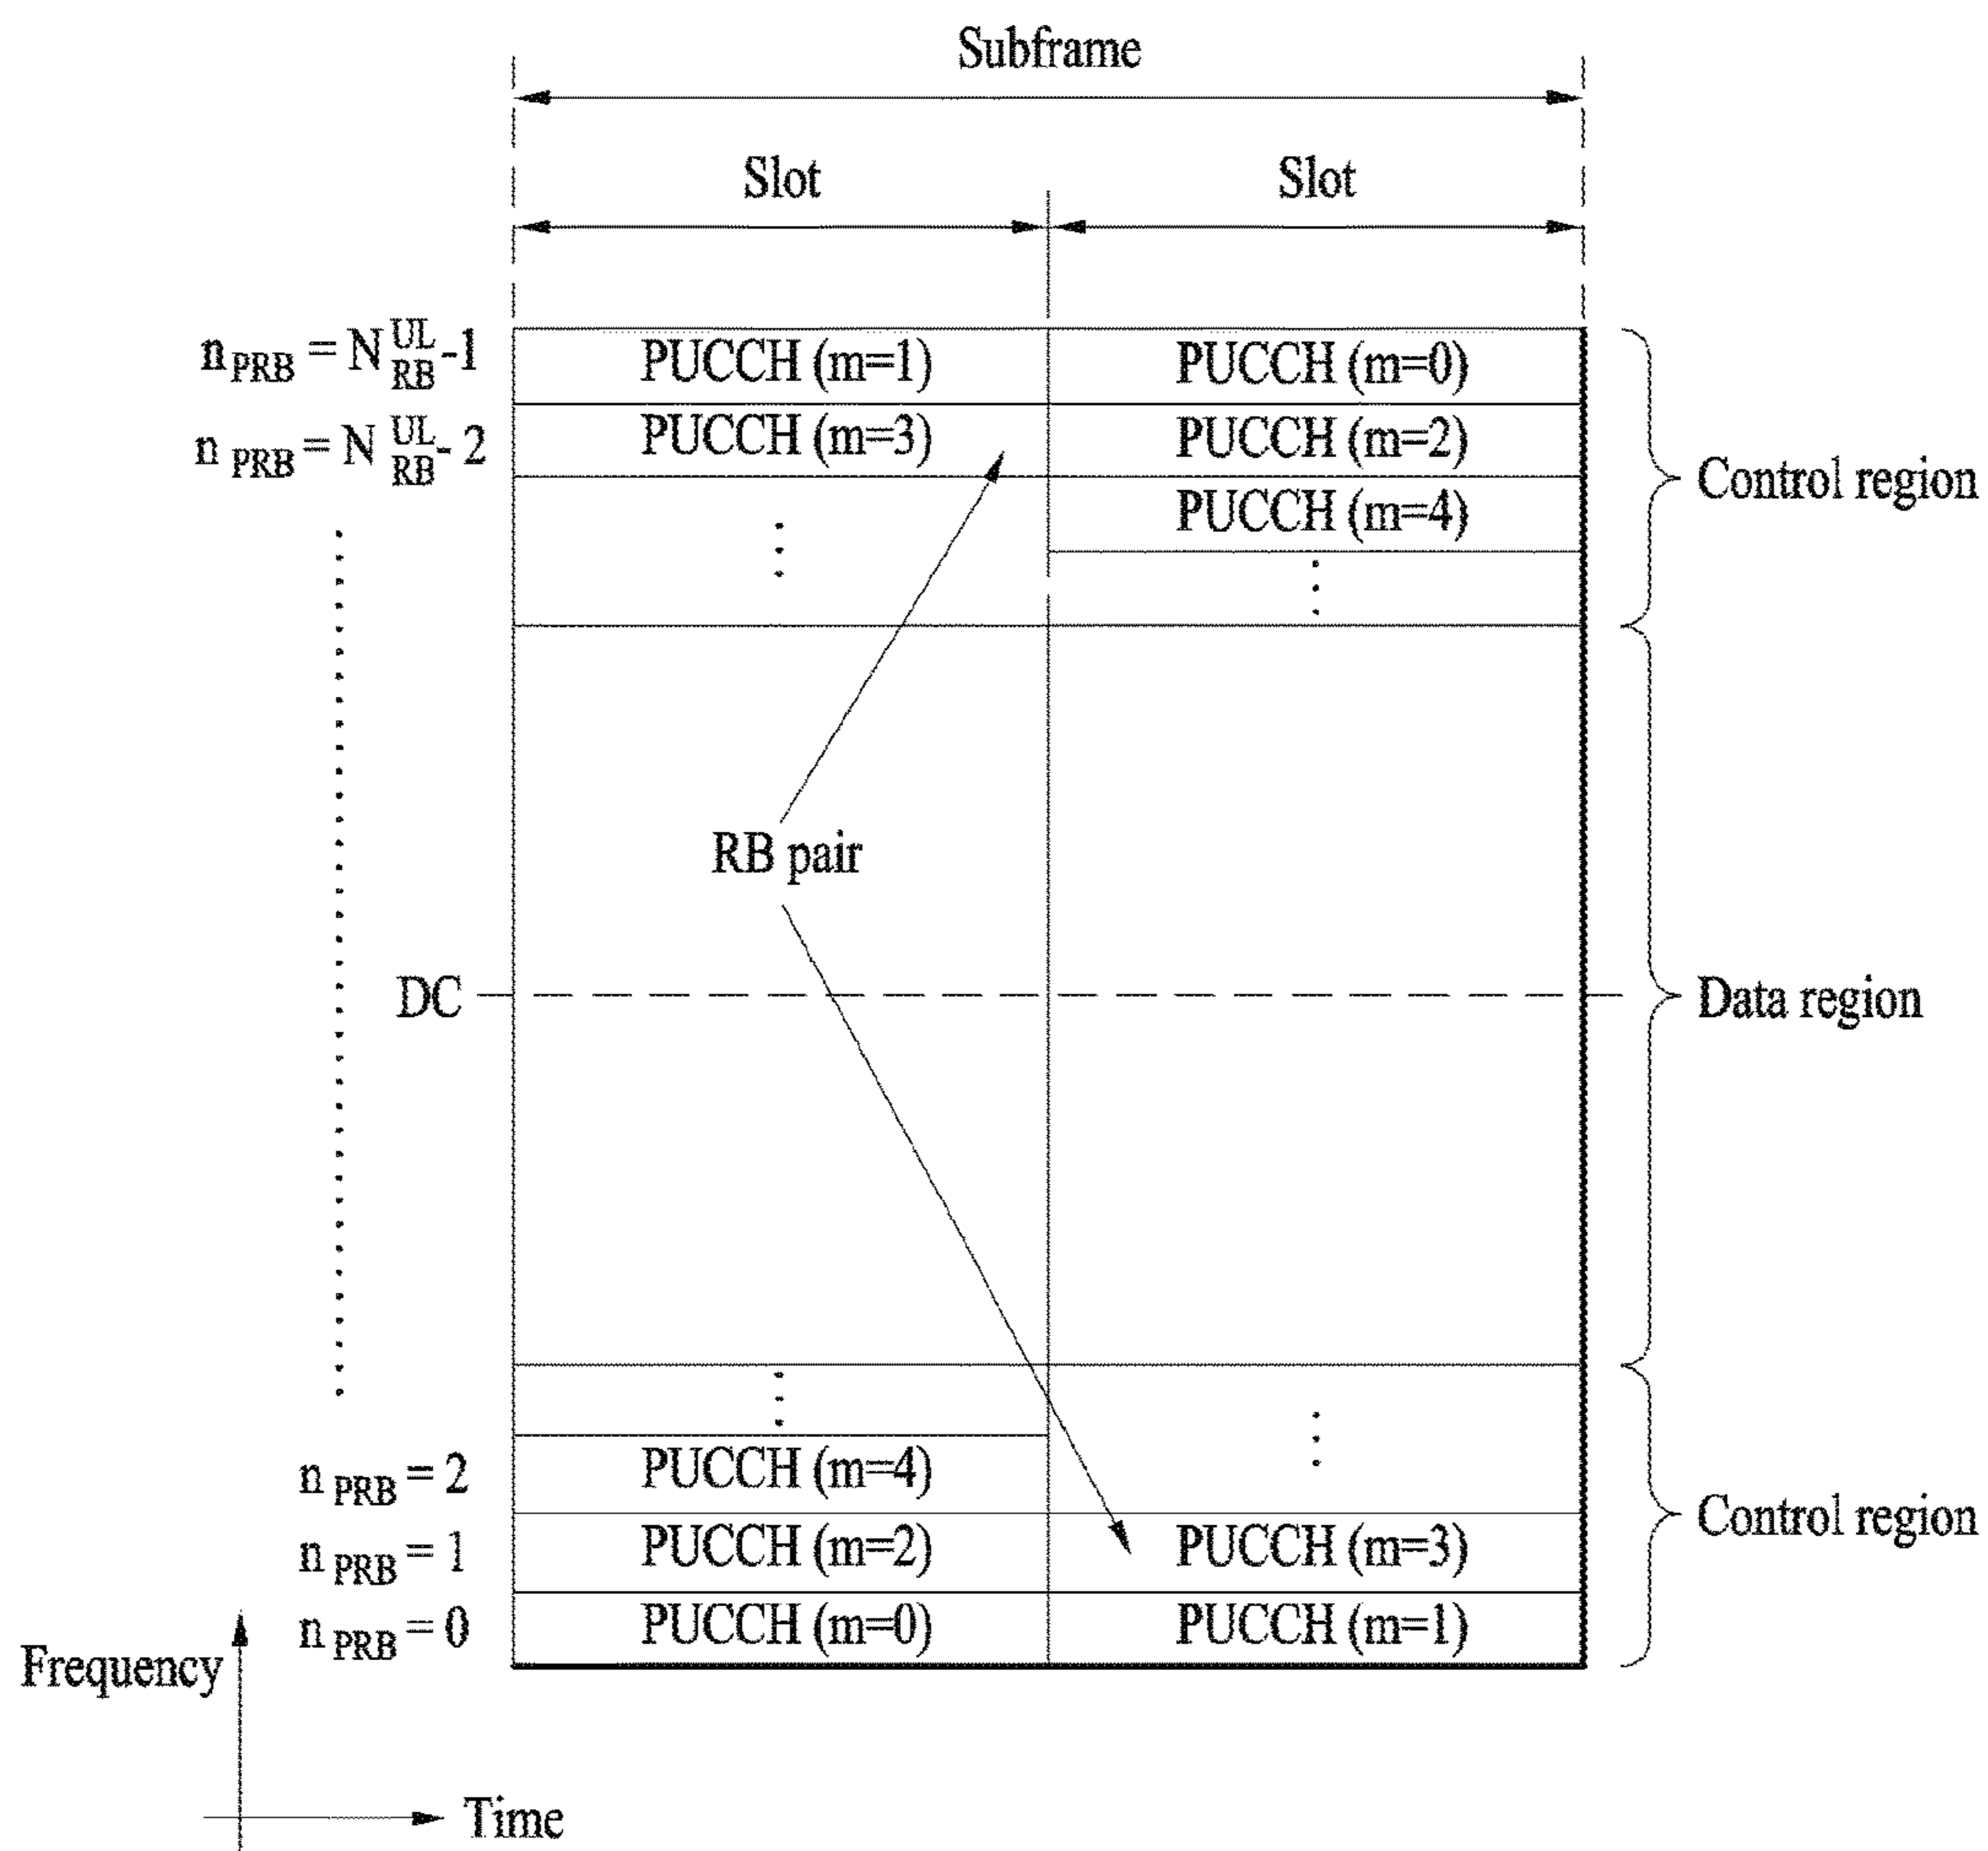 Subframe
Slot Slot
n PRB = N UL RB -1 PUCCH (m=1) PUCCH (m=0)
n PRB = N UL RB - 2 PUCCH (m=3) PUCCH (m=2)
Control region
PUCCH (m=4)
RB pair
DC
Data region
n PRB = 2 PUCCH (m=4)
Control region
n PRB = 1 PUCCH (m=2) PUCCH (m=3)
n PRB = 0 PUCCH (m=0) PUCCH (m=1)
Frequency
Time